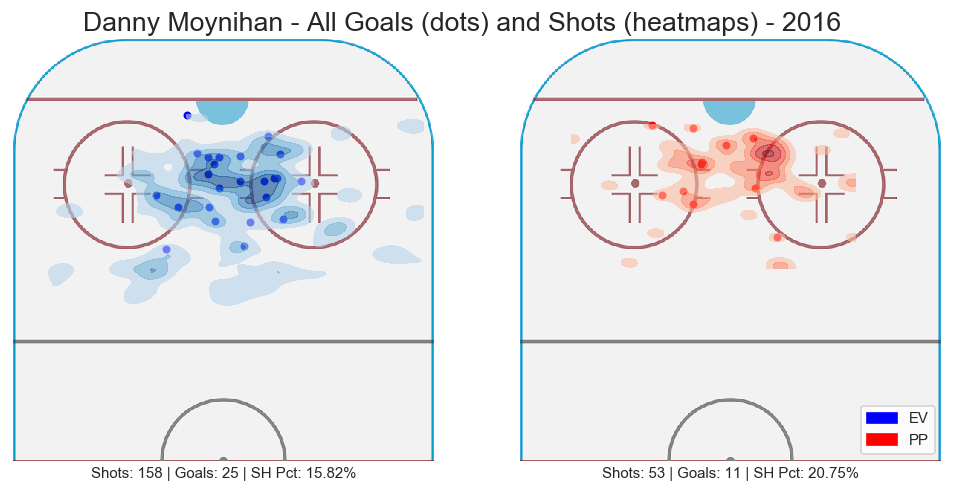 Danny Moynihan - All Goals (dots) and Shots (heatmaps) - 2016
EV
PP
Shots: 158 | Goals: 25 | SH Pct: 15.82%
Shots: 53 | Goals: 11 | SH Pct: 20.75%